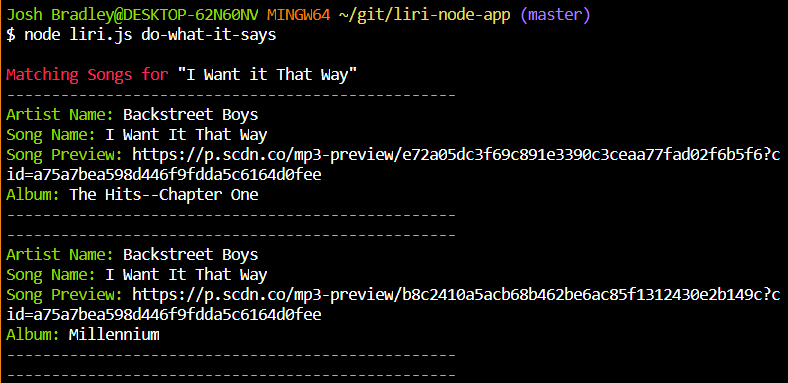 Josh Bradley@DESKTOP-62N60NV MINGW64 ~/git/liri-node-app (master)
$ node liri.js do-what-it-says
Matching Songs for "I Want it That Way"
--------------------------------------------------
Artist Name: Backstreet Boys
Song Name: I Want It That Way
Song Preview: https://p.scdn.co/mp3-preview/e72a05dc3f69c891e3390c3ceaa77fad02f6b5f6?c
id=a75a7bea598d446f9fdda5c6164d0fee
Album: The Hits--Chapter One
--------------------------------------------------
--------------------------------------------------
Artist Name: Backstreet Boys
Song Name: I Want It That Way
Song Preview: https://p.scdn.co/mp3-preview/b8c2410a5acb68b462be6ac85f1312430e2b149c?c
id=a75a7bea598d446f9fdda5c6164d0fee
Album: Millennium
--------------------------------------------------
--------------------------------------------------